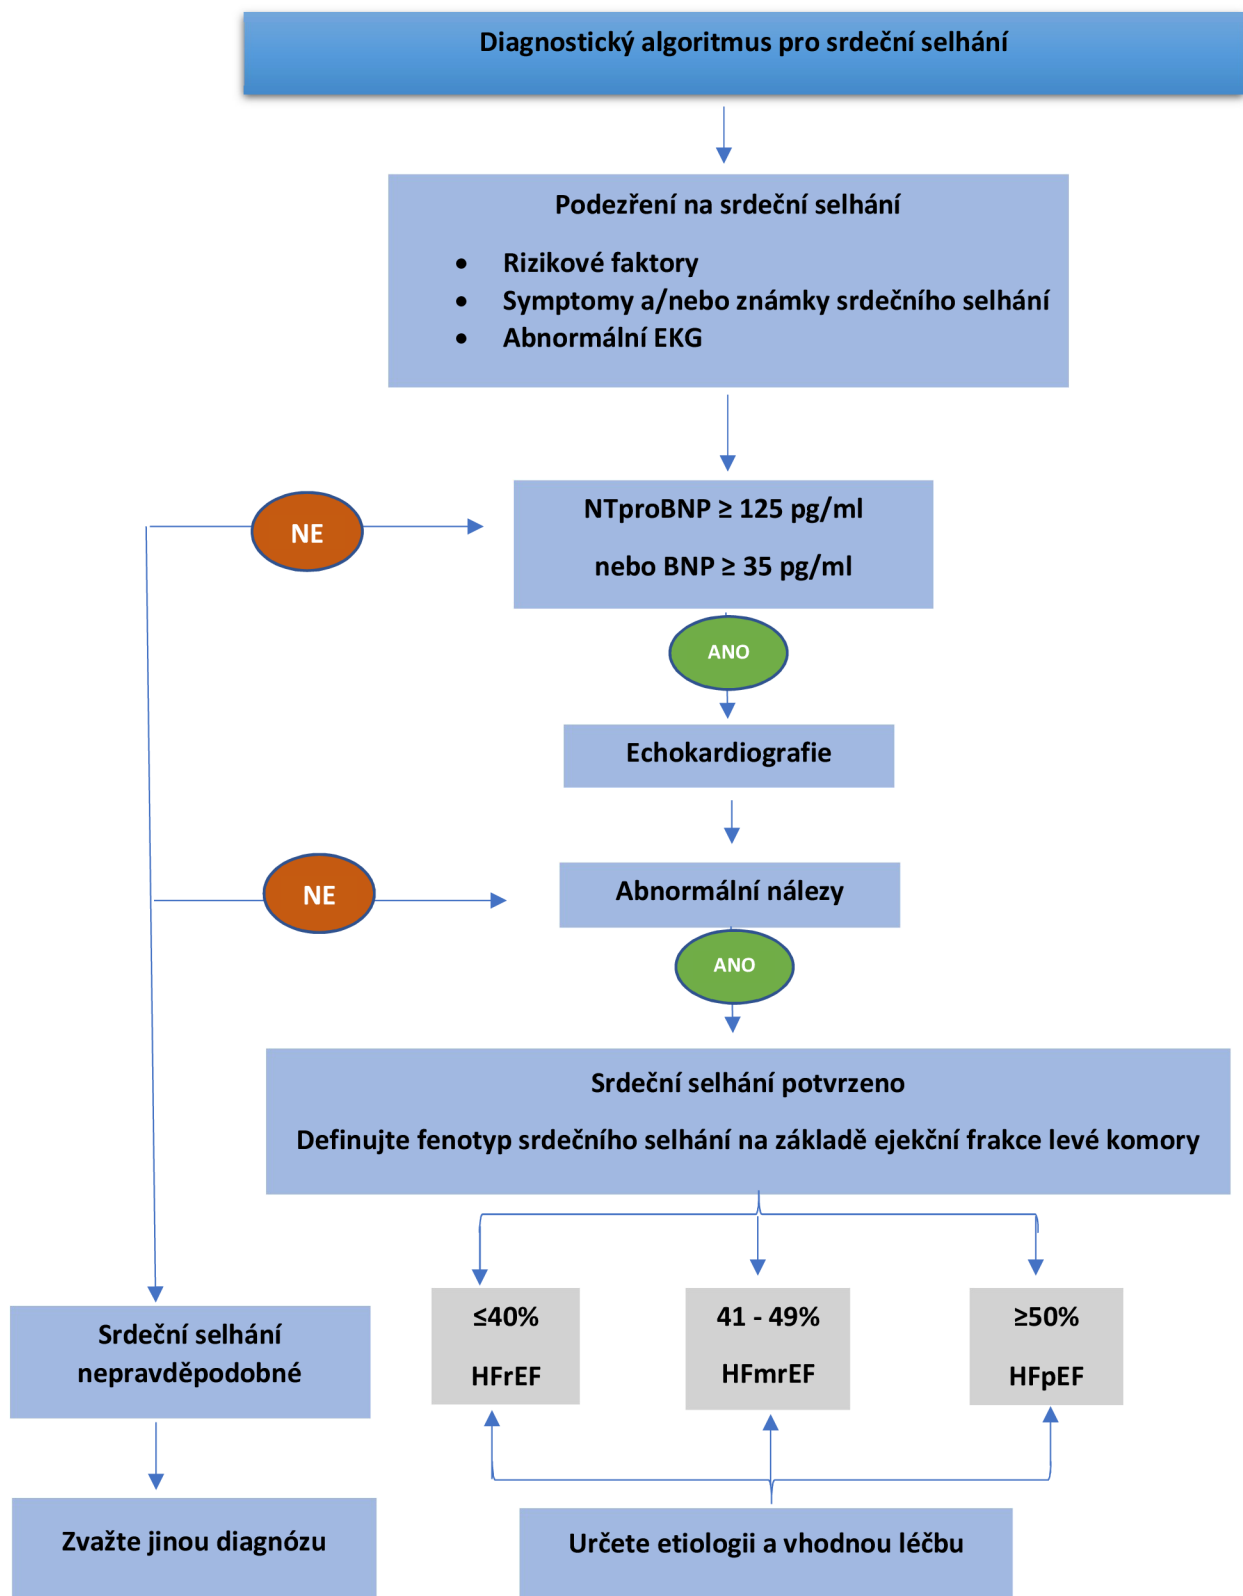 Diagnostický algoritmus pro srdeční selhání
Podezření na srdeční selhání
• Rizikové faktory
• Symptomy a/nebo známky srdečního selhání
• Abnormální EKG
NE
NTproBNP ≥ 125 pg/ml
nebo BNP ≥ 35 pg/ml
ANO
Echokardiografie
NE
Abnormální nálezy
ANO
Srdeční selhání potvrzeno
Definujte fenotyp srdečního selhání na základě ejekční frakce levé komory
≤40%
HFrEF
41 - 49%
HFmrEF
≥50%
HFpEF
Srdeční selhání
nepravděpodobné
Zvažte jinou diagnózu
Určete etiologii a vhodnou léčbu